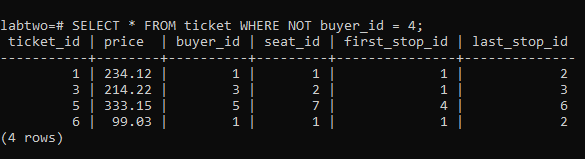 labtwo=# SELECT * FROM ticket WHERE NOT buyer_id = 4;
 ticket_id | price  | buyer_id | seat_id | first_stop_id | last_stop_id
-----------+--------+----------+---------+---------------+--------------
         1 | 234.12 |        1 |       1 |             1 |            2
         3 | 214.22 |        3 |       2 |             1 |            3
         5 | 333.15 |        5 |       7 |             4 |            6
         6 |  99.03 |        1 |       1 |             1 |            2
(4 rows)